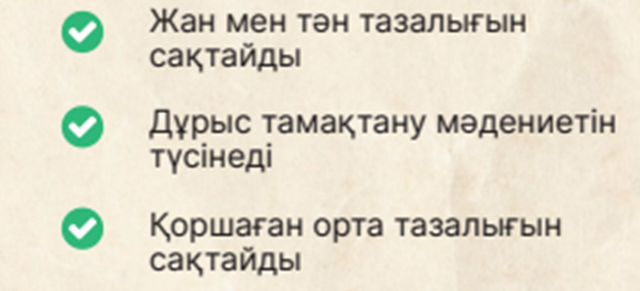 Жан мен тән тазалығын
сақтайды
Дұрыс тамақтану мәдениетін
түсінеді
Қоршаған орта тазалығын
сақтайды